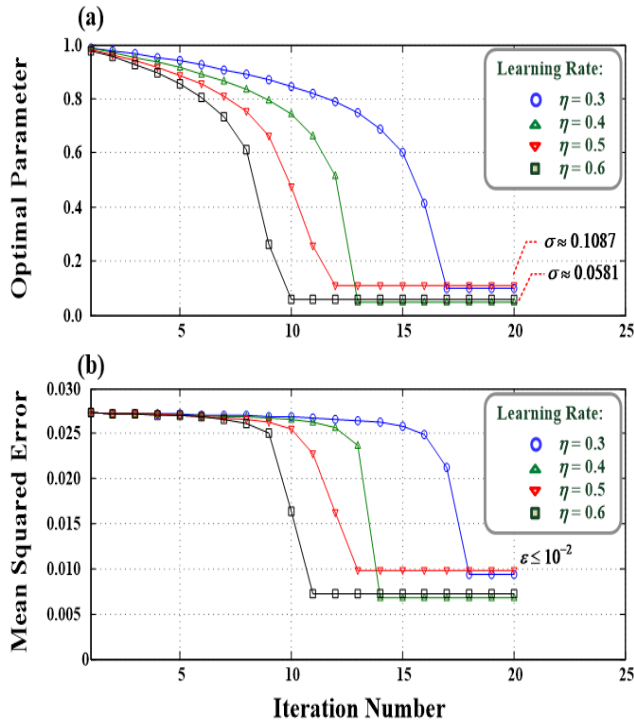 (a)
Optimal Parameter
1.0
0.8
0.6
0.4
0.2
0.0
Learning Rate:
η = 0.3
η = 0.4
η = 0.5
η = 0.6
σ ≈ 0.1087
σ ≈ 0.0581
5
10
15
20
25
(b)
Mean Squared Error
0.030
0.025
0.020
0.015
0.010
0.005
0.000
Learning Rate:
η = 0.3
η = 0.4
η = 0.5
η = 0.6
ε ≤ 10⁻²
5
10
15
20
25
Iteration Number